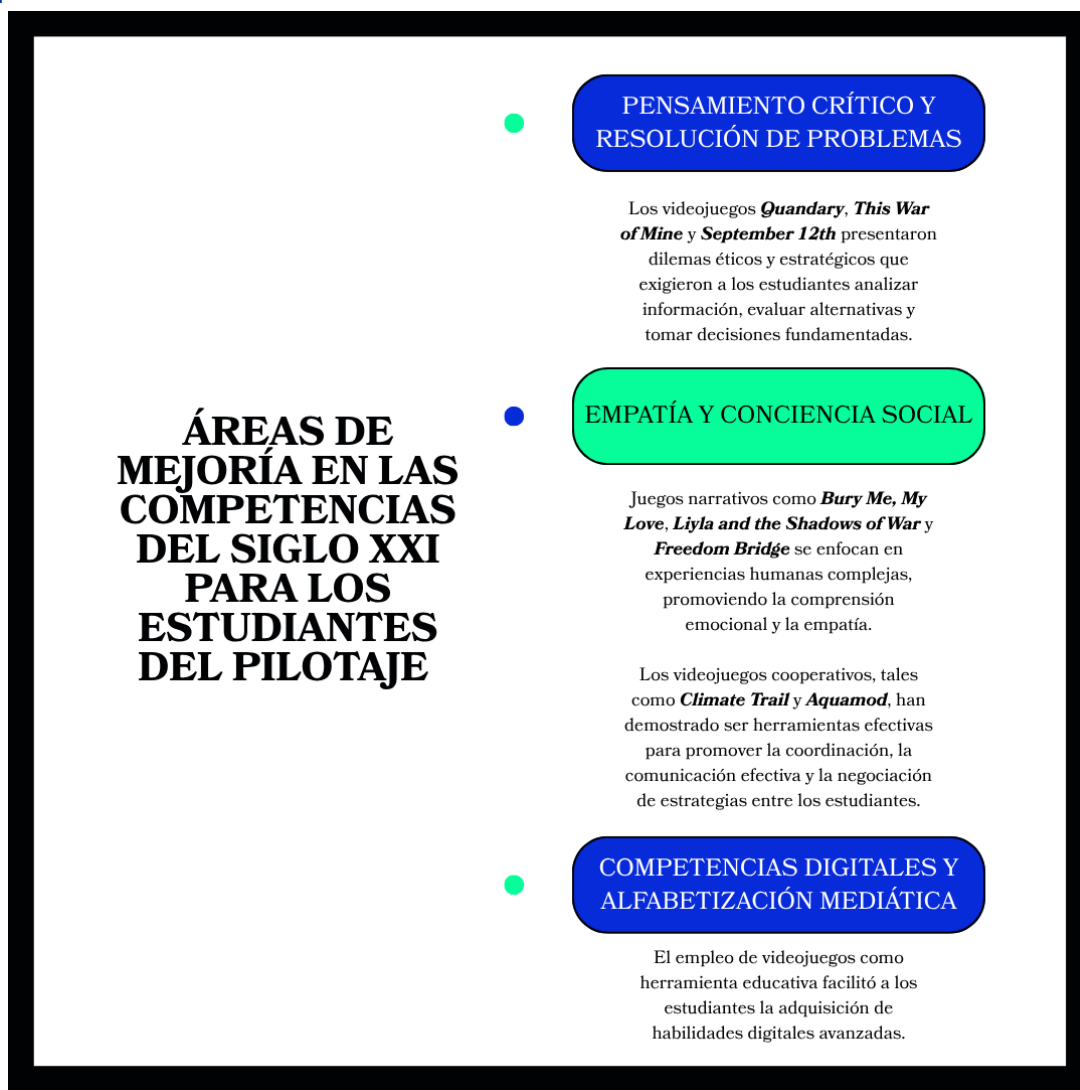 ÁREAS DE
MEJORÍA EN LAS
COMPETENCIAS
DEL SIGLO XXI
PARA LOS
ESTUDIANTES
DEL PILOTAJE
PENSAMIENTO CRÍTICO Y
RESOLUCIÓN DE PROBLEMAS
Los videojuegos Quandary, This War
of Mine y September 12th presentaron
dilemas éticos y estratégicos que
exigieron a los estudiantes analizar
información, evaluar alternativas y
tomar decisiones fundamentadas.
EMPATÍA Y CONCIENCIA SOCIAL
Juegos narrativos como Bury Me, My
Love, Liyla and the Shadows of War y
Freedom Bridge se enfocan en
experiencias humanas complejas,
promoviendo la comprensión
emocional y la empatía.
Los videojuegos cooperativos, tales
como Climate Trail y Aquamod, han
demostrado ser herramientas efectivas
para promover la coordinación, la
comunicación efectiva y la negociación
de estrategias entre los estudiantes.
COMPETENCIAS DIGITALES Y
ALFABETIZACIÓN MEDIÁTICA
El empleo de videojuegos como
herramienta educativa facilitó a los
estudiantes la adquisición de
habilidades digitales avanzadas.